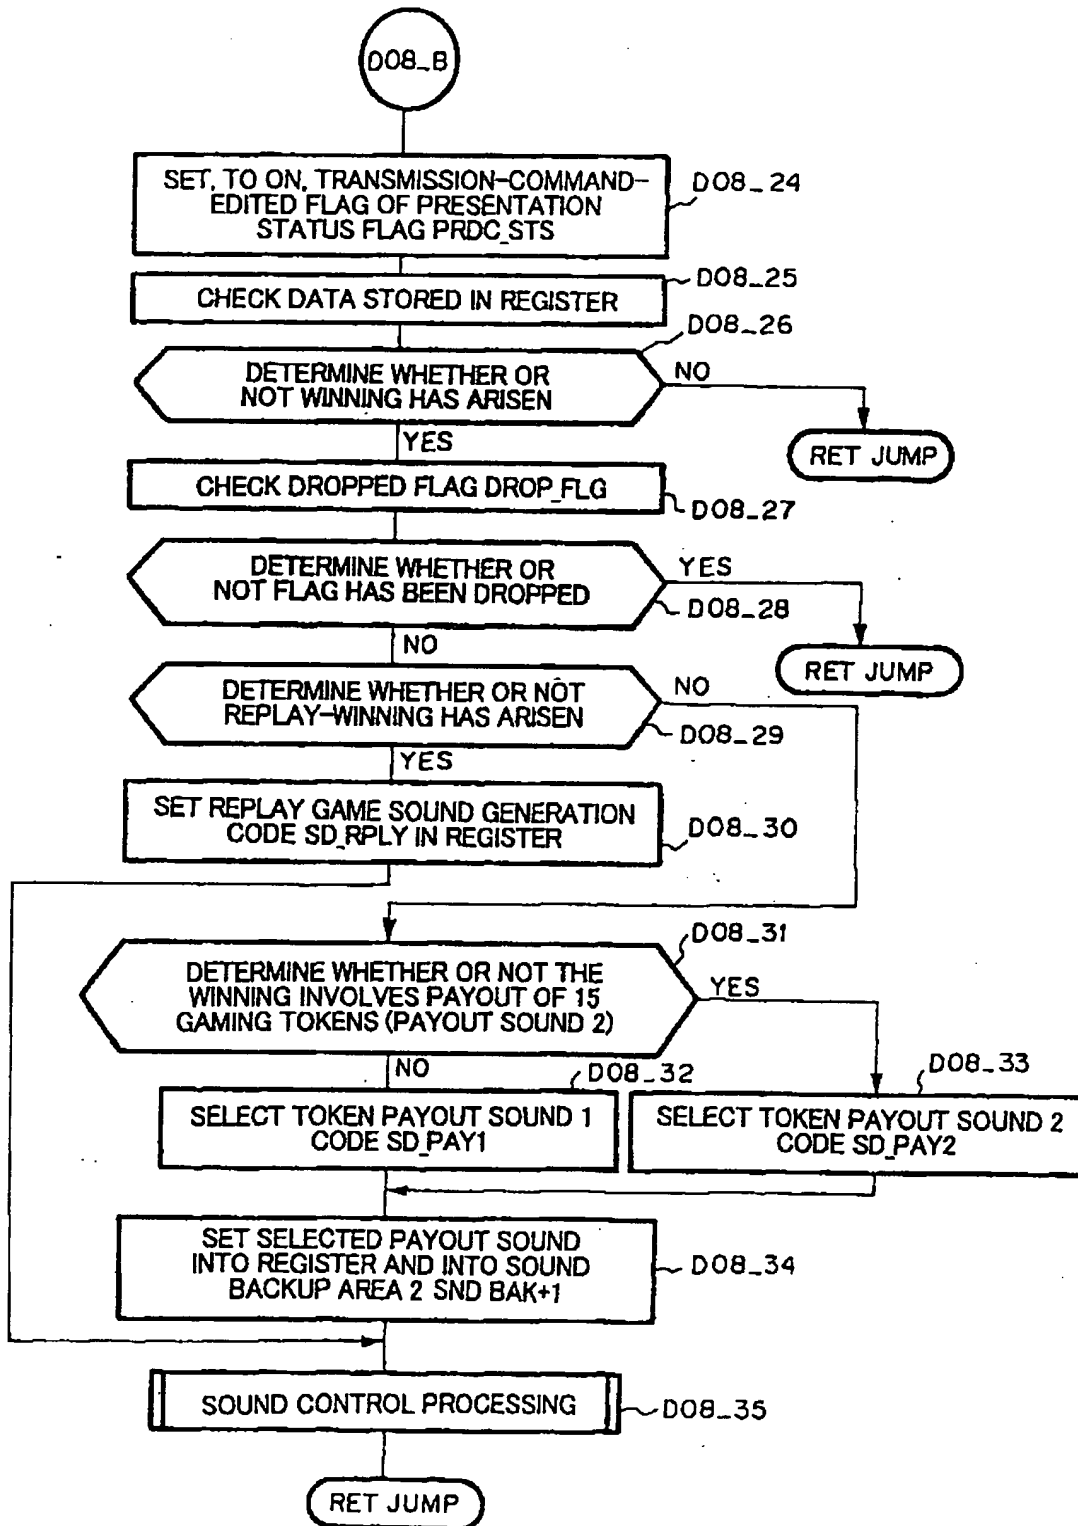 D08_B
SET, TO ON, TRANSMISSION-COMMAND-
EDITED FLAG OF PRESENTATION
STATUS FLAG PRDC_STS
D08_24
CHECK DATA STORED IN REGISTER
D08_25
D08_26
DETERMINE WHETHER OR
NOT WINNING HAS ARISEN
NO
RET JUMP
YES
CHECK DROPPED FLAG DROP_FLG
D08_27
DETERMINE WHETHER OR
NOT FLAG HAS BEEN DROPPED
YES
D08_28
RET JUMP
NO
DETERMINE WHETHER OR NOT
REPLAY-WINNING HAS ARISEN
NO
D08_29
YES
SET REPLAY GAME SOUND GENERATION
CODE SD_RPLY IN REGISTER
D08_30
D08_31
DETERMINE WHETHER OR NOT THE
WINNING INVOLVES PAYOUT OF 15
GAMING TOKENS (PAYOUT SOUND 2)
YES
NO
D08_32
D08_33
SELECT TOKEN PAYOUT SOUND 1
CODE SD_PAY1
SELECT TOKEN PAYOUT SOUND 2
CODE SD_PAY2
SET SELECTED PAYOUT SOUND
INTO REGISTER AND INTO SOUND
BACKUP AREA 2 SND BAK+1
D08_34
SOUND CONTROL PROCESSING
D08_35
RET JUMP